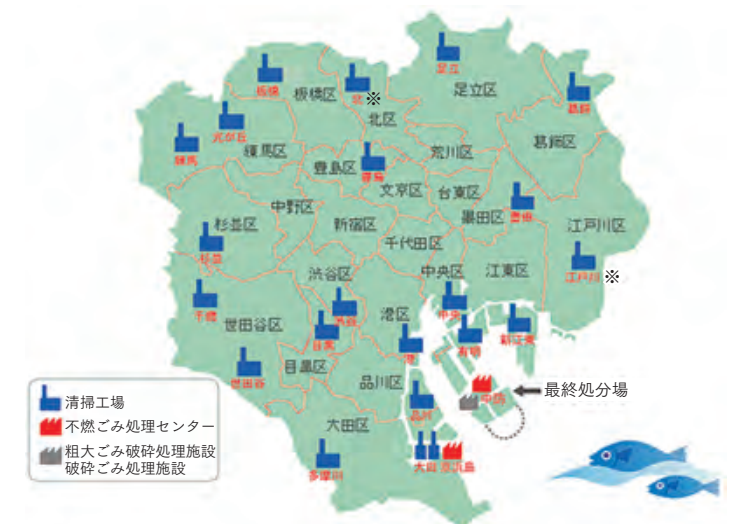 足立
板橋
北※
葛飾
板橋区
足立区
北区
光が丘
練馬
練馬区
豊島区
豊島
荒川区
葛飾区
文京区
台東区
中野区
墨田区
墨田
杉並区
新宿区
江戸川区
杉並
千代田区
渋谷区
中央区
江東区
江戸川※
千歳
世田谷区
渋谷
目黒
港区
中央
港
有明
新江東
目黒区
世田谷
品川区
品川
中防
最終処分場
大田区
多摩川
大田
京浜島
清掃工場
不燃ごみ処理センター
粗大ごみ破砕処理施設
破砕ごみ処理施設